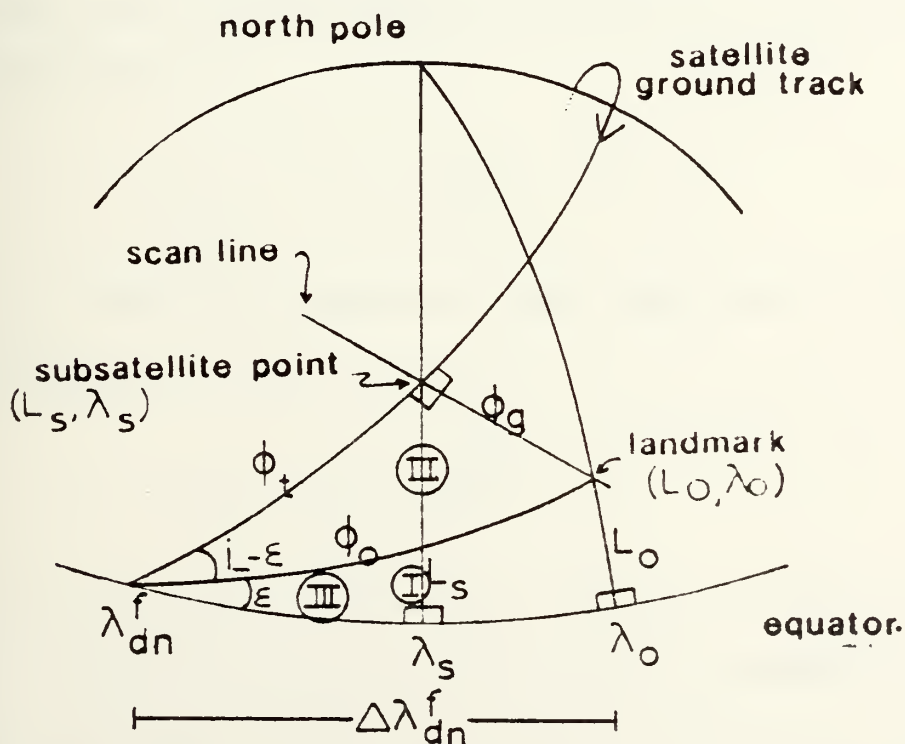 north pole
satellite
ground track
scan line
subsatellite point
(Ls, λs)
ϕg
landmark
(LO, λO)
III
ϕt
i-ε
ϕo
LO
ε
III
I
Ls
λ^f_dn
λs
λO
equator.
Δλ^f_dn